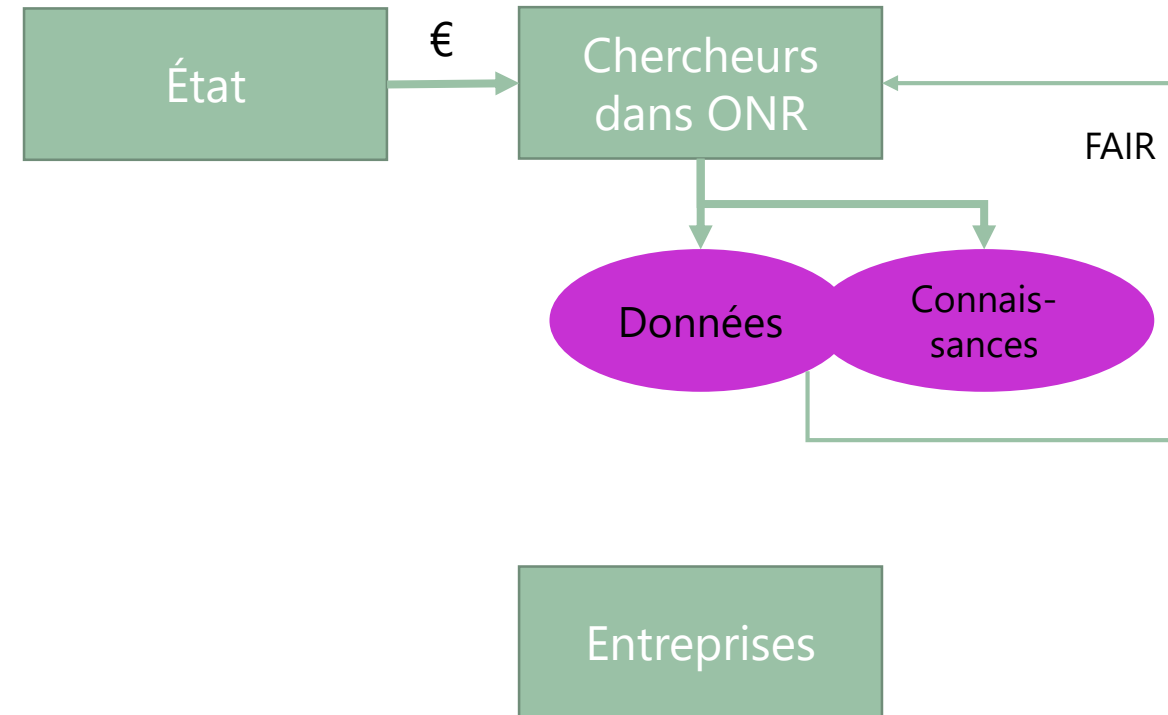 État
€
Chercheurs
dans ONR
FAIR
Données
Connais-
sances
Entreprises